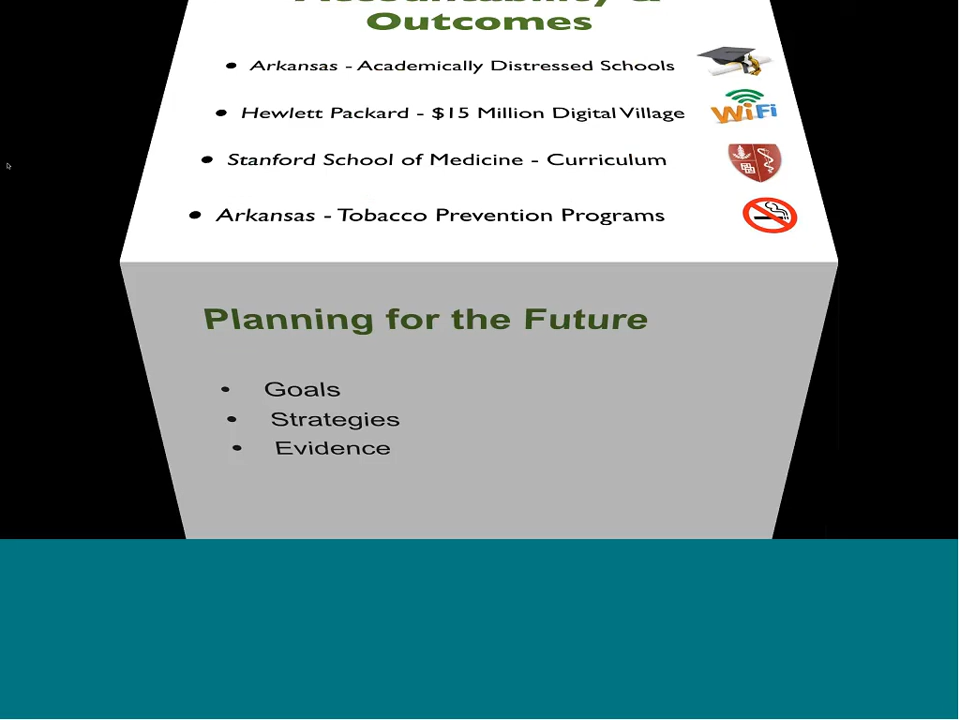 Accountability &
Outcomes
• Arkansas - Academically Distressed Schools
• Hewlett Packard - $15 Million Digital Village
WiFi
• Stanford School of Medicine - Curriculum
• Arkansas - Tobacco Prevention Programs
Planning for the Future
• Goals
• Strategies
• Evidence